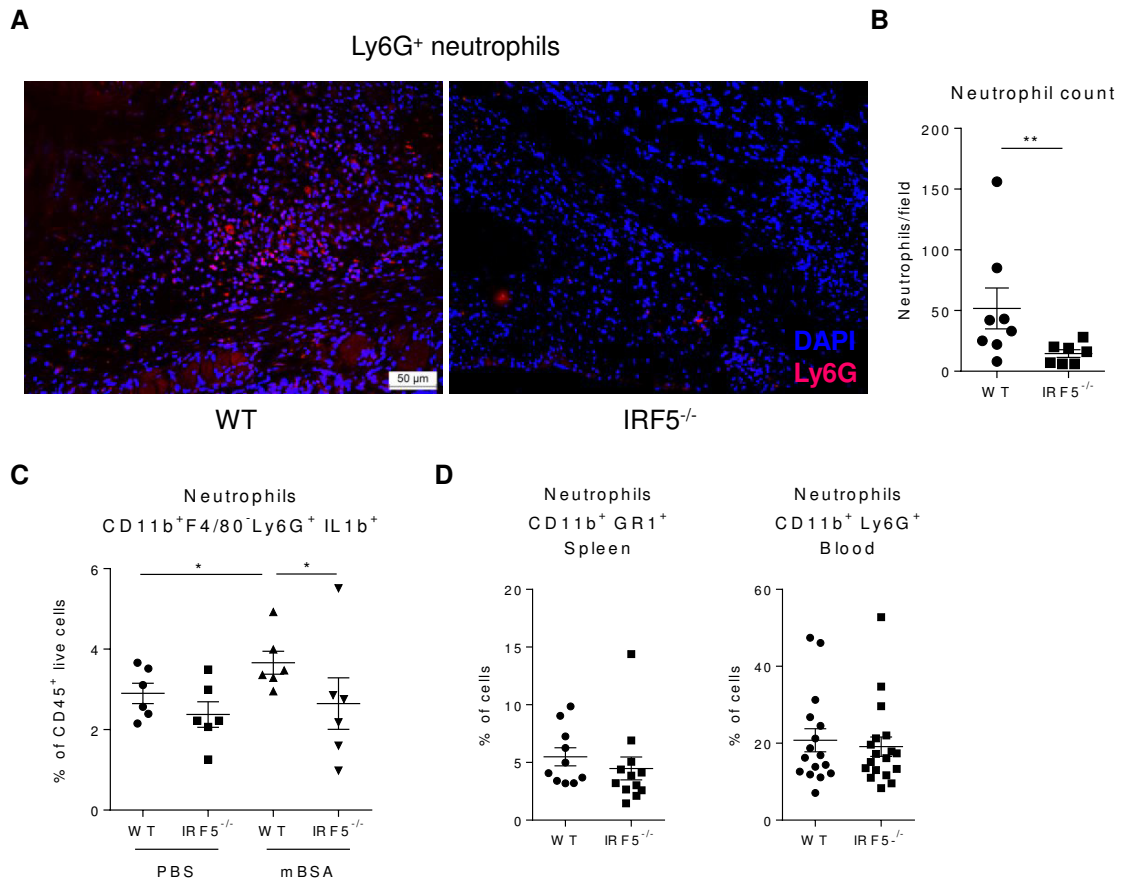 A
Ly6G⁺ neutrophils
50 µm
DAPI
Ly6G
WT
IRF5⁻/⁻
B
Neutrophil count
**
200
150
100
50
0
Neutrophils/field
WT
IRF5⁻/⁻
C
Neutrophils
CD11b⁺F4/80⁻Ly6G⁺ IL1b⁺
*
*
6
4
2
0
% of CD45⁺ live cells
WT
IRF5⁻/⁻
WT
IRF5⁻/⁻
PBS
mBSA
D
Neutrophils
CD11b⁺ GR1⁺
Spleen
20
15
10
5
0
% of cells
WT
IRF5⁻/⁻
Neutrophils
CD11b⁺ Ly6G⁺
Blood
60
40
20
0
% of cells
WT
IRF5-/⁻